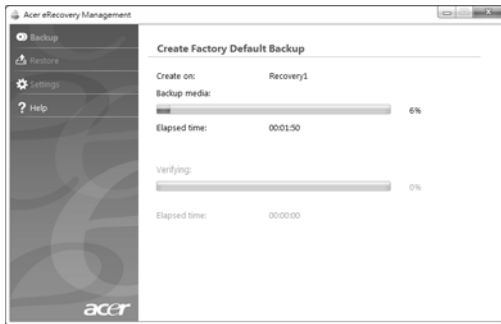 Acer eRecovery Management
Backup
Restore
Settings
Help
Create Factory Default Backup
Create on: Recovery1
Backup media:
6%
Elapsed time: 00:01:50
Verifying:
0%
Elapsed time: 00:00:00
acer